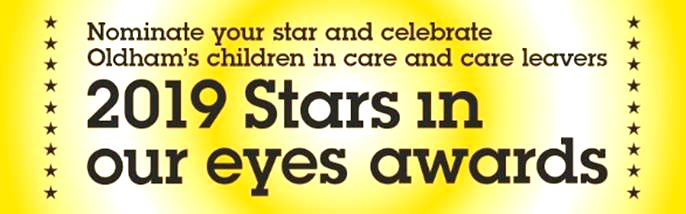 Nominate your star and celebrate
Oldham's children in care and care leavers
2019 Stars in
our eyes awards